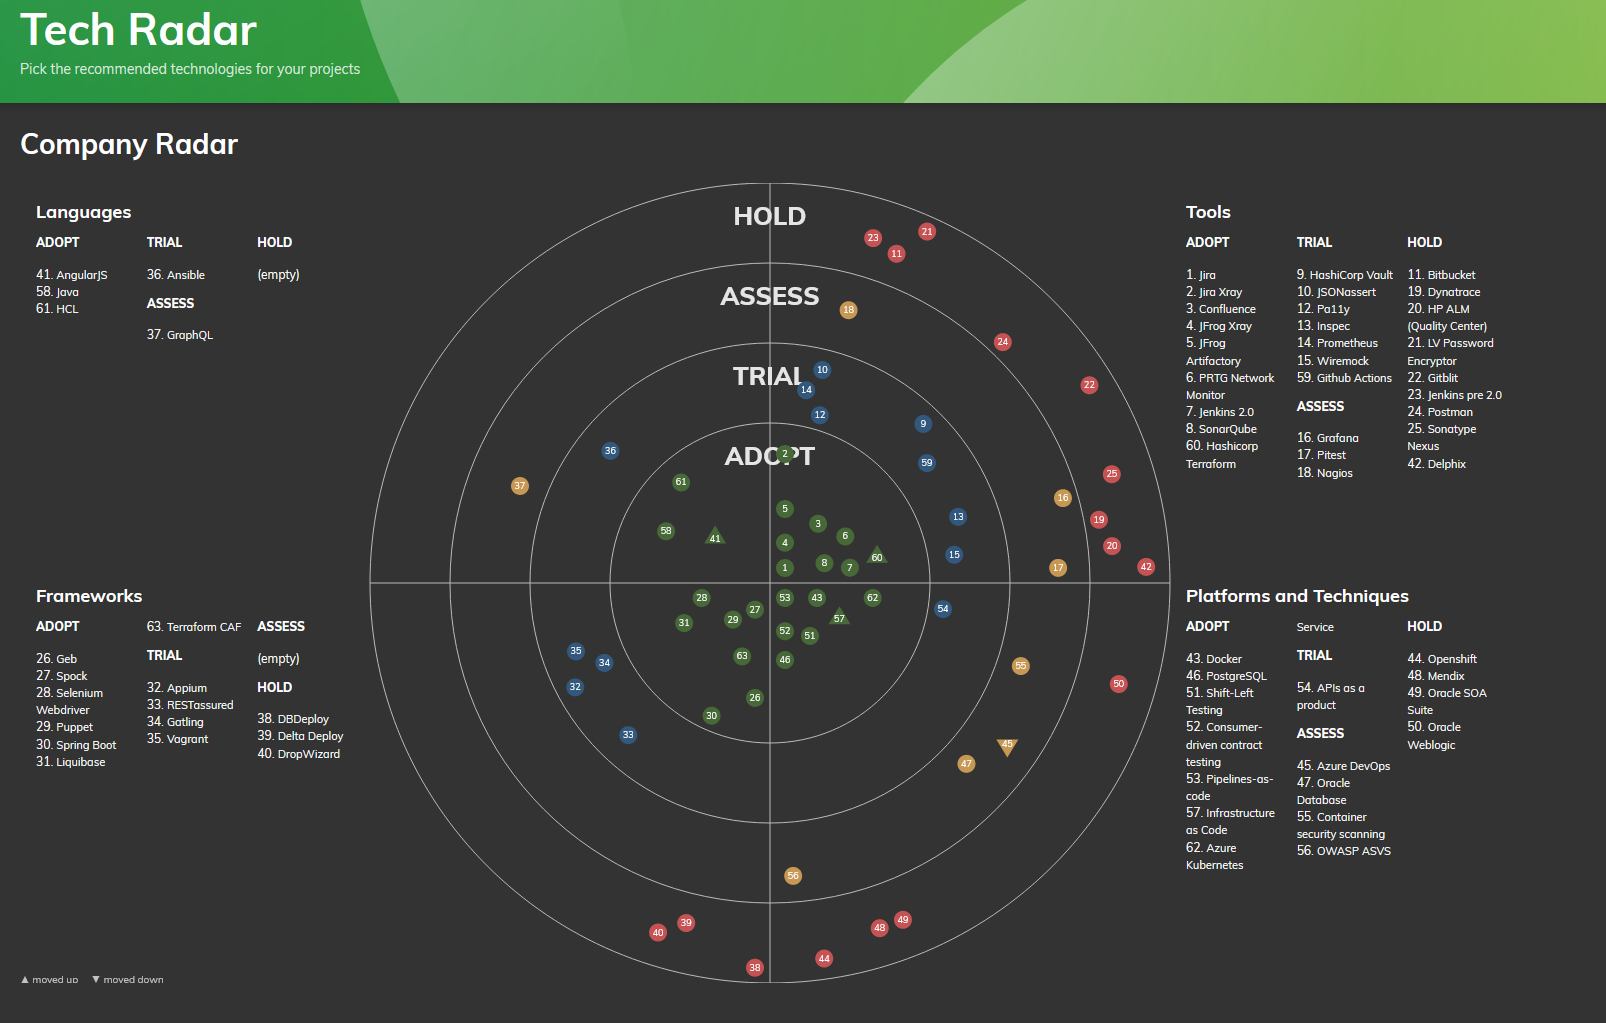 Tech Radar
Pick the recommended technologies for your projects
Company Radar
Languages
ADOPT
41. AngularJS
58. Java
61. HCL
TRIAL
36. Ansible
ASSESS
37. GraphQL
HOLD
(empty)
Frameworks
ADOPT
26. Geb
27. Spock
28. Selenium
Webdriver
29. Puppet
30. Spring Boot
31. Liquibase
63. Terraform CAF
TRIAL
32. Appium
33. RESTassured
34. Gatling
35. Vagrant
ASSESS
(empty)
HOLD
38. DBDeploy
39. Delta Deploy
40. DropWizard
HOLD
ASSESS
TRIAL
ADOPT
23
21
11
18
24
22
10
14
12
9
59
36
37
2
61
25
16
5
13
19
3
58
41
6
4
20
15
60
8
1
7
17
42
28
53
43
62
27
54
57
29
31
52
51
35
63
46
34
55
32
50
26
30
33
45
47
56
49
39
48
40
44
38
Tools
ADOPT
1. Jira
2. Jira Xray
3. Confluence
4. JFrog Xray
5. JFrog
Artifactory
6. PRTG Network
Monitor
7. Jenkins 2.0
8. SonarQube
60. Hashicorp
Terraform
TRIAL
9. HashiCorp Vault
10. JSONassert
12. Pa11y
13. Inspec
14. Prometheus
15. Wiremock
59. Github Actions
ASSESS
16. Grafana
17. Pitest
18. Nagios
HOLD
11. Bitbucket
19. Dynatrace
20. HP ALM
(Quality Center)
21. LV Password
Encryptor
22. Gitblit
23. Jenkins pre 2.0
24. Postman
25. Sonatype
Nexus
42. Delphix
Platforms and Techniques
ADOPT
43. Docker
46. PostgreSQL
51. Shift-Left
Testing
52. Consumer-
driven contract
testing
53. Pipelines-as-
code
57. Infrastructure
as Code
62. Azure
Kubernetes
Service
TRIAL
54. APIs as a
product
ASSESS
45. Azure DevOps
47. Oracle
Database
55. Container
security scanning
56. OWASP ASVS
HOLD
44. Openshift
48. Mendix
49. Oracle SOA
Suite
50. Oracle
Weblogic
▲ moved up ▼ moved down